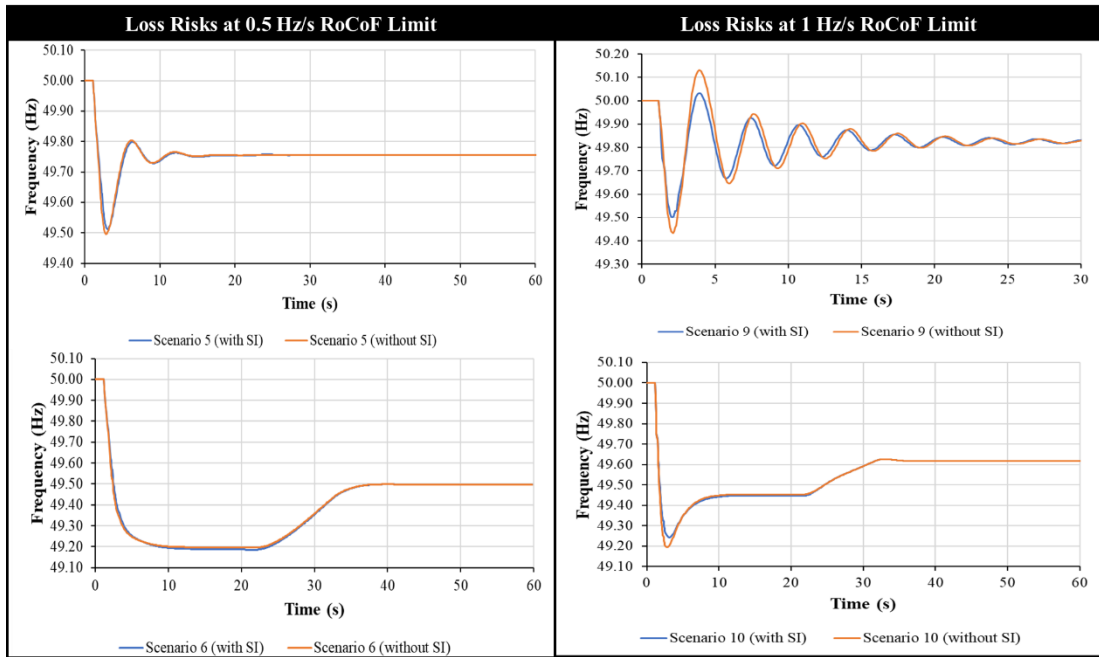 Loss Risks at 0.5 Hz/s RoCoF Limit
50.10
50.00
49.90
49.80
49.70
49.60
49.50
49.40
Frequency (Hz)
0 10 20 30 40 50 60
Time (s)
Scenario 5 (with SI) Scenario 5 (without SI)
50.10
50.00
49.90
49.80
49.70
49.60
49.50
49.40
49.30
49.20
49.10
Frequency (Hz)
0 10 20 30 40 50 60
Time (s)
Scenario 6 (with SI) Scenario 6 (without SI)
Loss Risks at 1 Hz/s RoCoF Limit
50.20
50.10
50.00
49.90
49.80
49.70
49.60
49.50
49.40
49.30
Frequency (Hz)
0 5 10 15 20 25 30
Time (s)
Scenario 9 (with SI) Scenario 9 (without SI)
50.10
50.00
49.90
49.80
49.70
49.60
49.50
49.40
49.30
49.20
49.10
Frequency (Hz)
0 10 20 30 40 50 60
Time (s)
Scenario 10 (with SI) Scenario 10 (without SI)